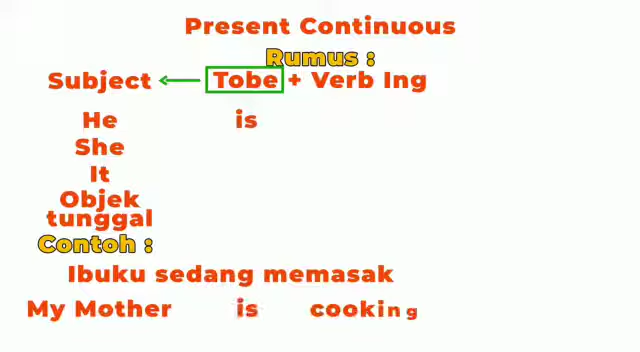 Present Continuous
Rumus :
Subject ← Tobe + Verb Ing
He is
She
It
Objek
tunggal
Contoh :
Ibuku sedang memasak
My Mother is cooking